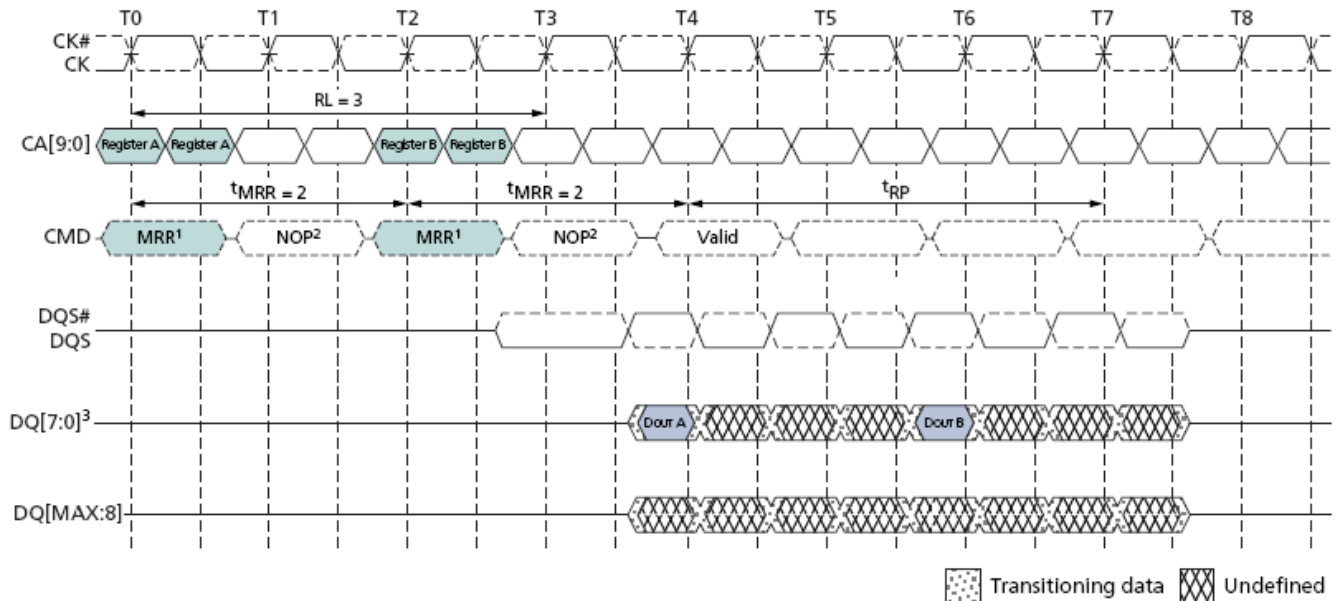 T0 T1 T2 T3 T4 T5 T6 T7 T8
CK#
CK
RL = 3
CA[9:0] Register A Register A Register B Register B
tMRR = 2 tMRR = 2 tRP
CMD MRR1 NOP2 MRR1 NOP2 Valid
DQS#
DQS
DQ[7:0]3 DOUT A DOUT B
DQ[MAX:8]
Transitioning data Undefined